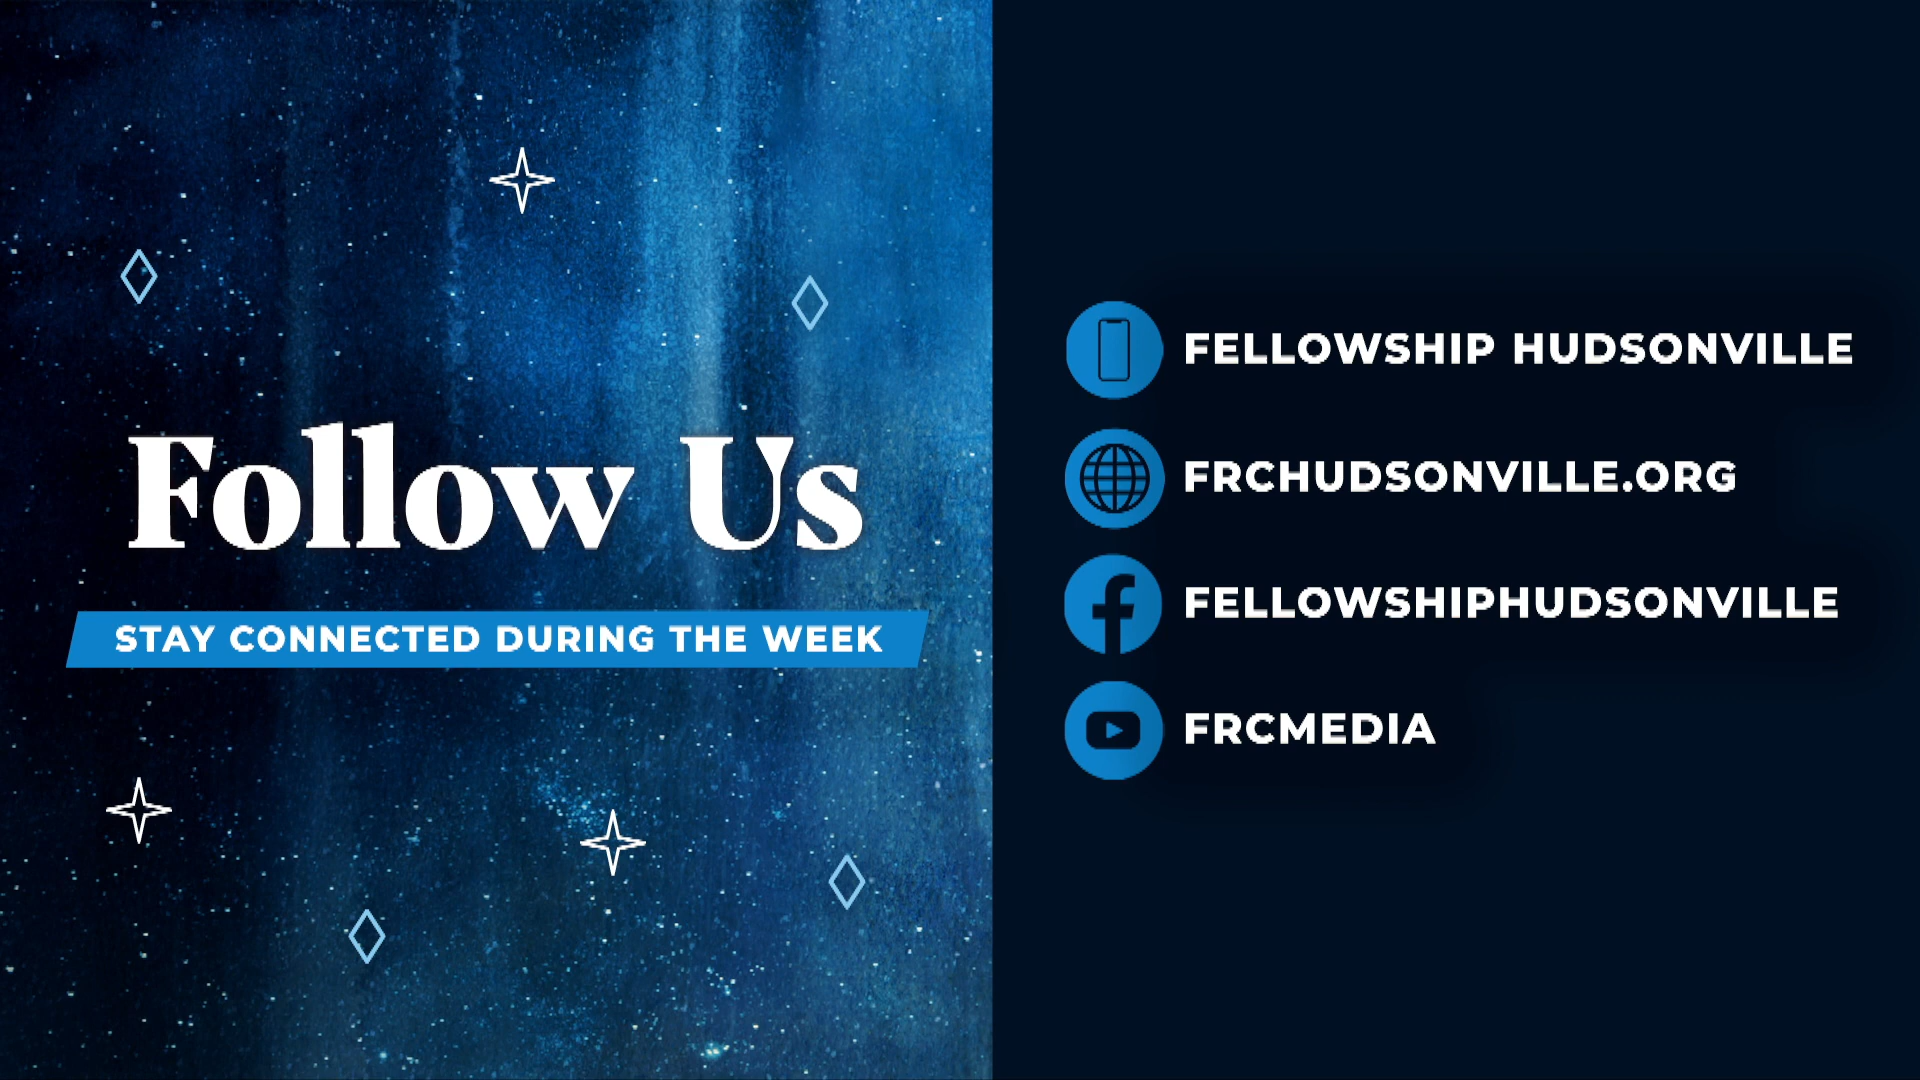 Follow Us
STAY CONNECTED DURING THE WEEK
FELLOWSHIP HUDSONVILLE
FRCHUDSONVILLE.ORG
FELLOWSHIPHUDSONVILLE
FRCMEDIA